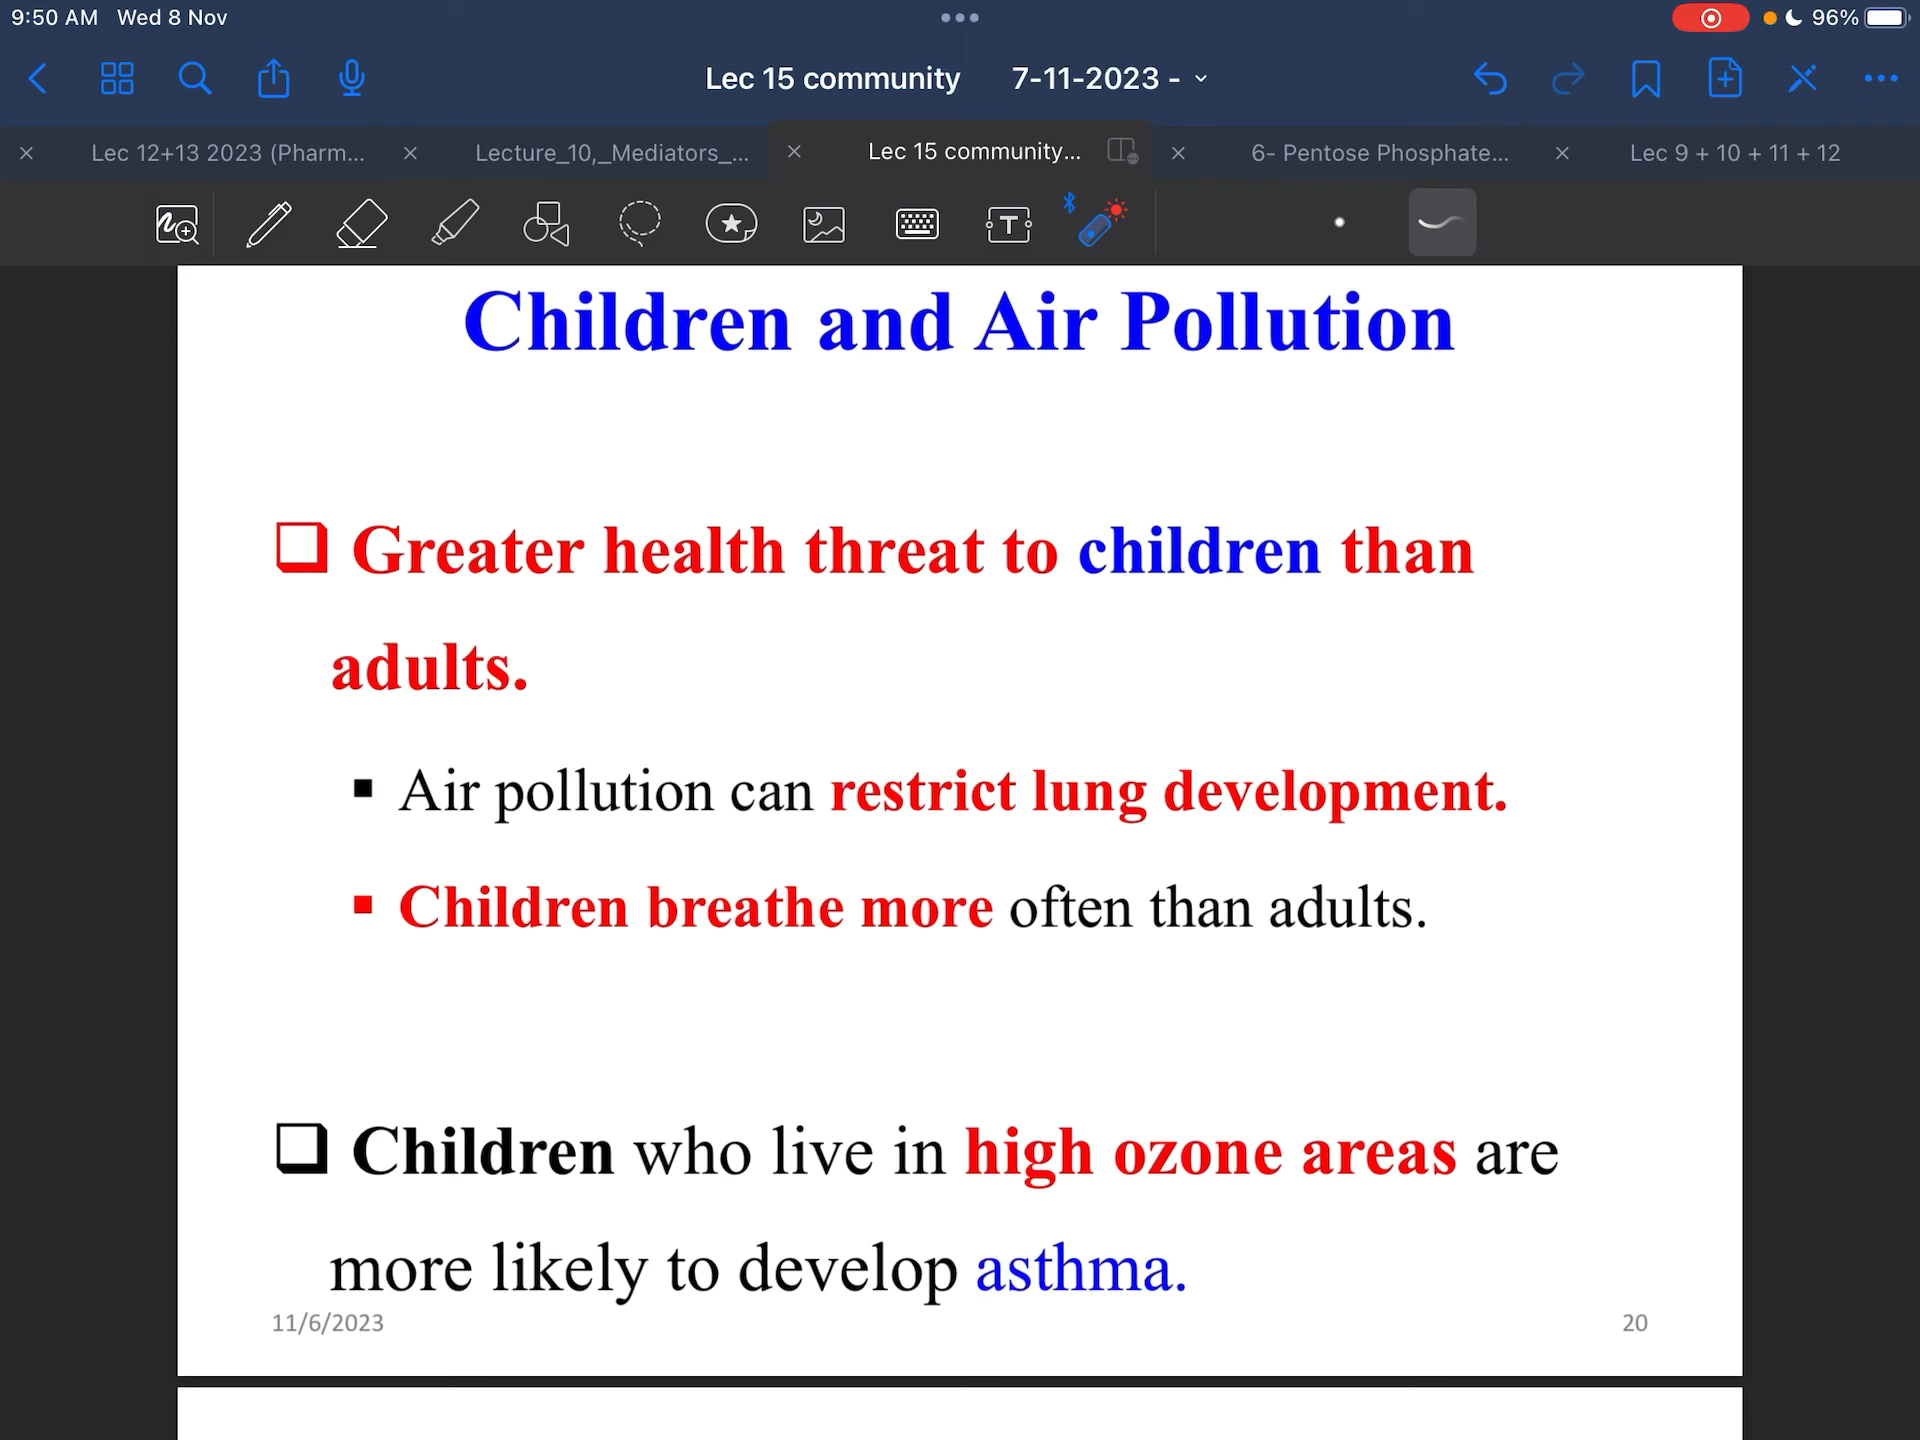 9:50 AM Wed 8 Nov
96%
Lec 15 community 7-11-2023 -
Lec 12+13 2023 (Pharm...
Lecture_10,_Mediators_...
Lec 15 community...
6- Pentose Phosphate...
Lec 9 + 10 + 11 + 12
Children and Air Pollution
Greater health threat to children than
adults.
Air pollution can restrict lung development.
Children breathe more often than adults.
Children who live in high ozone areas are
more likely to develop asthma.
11/6/2023
20